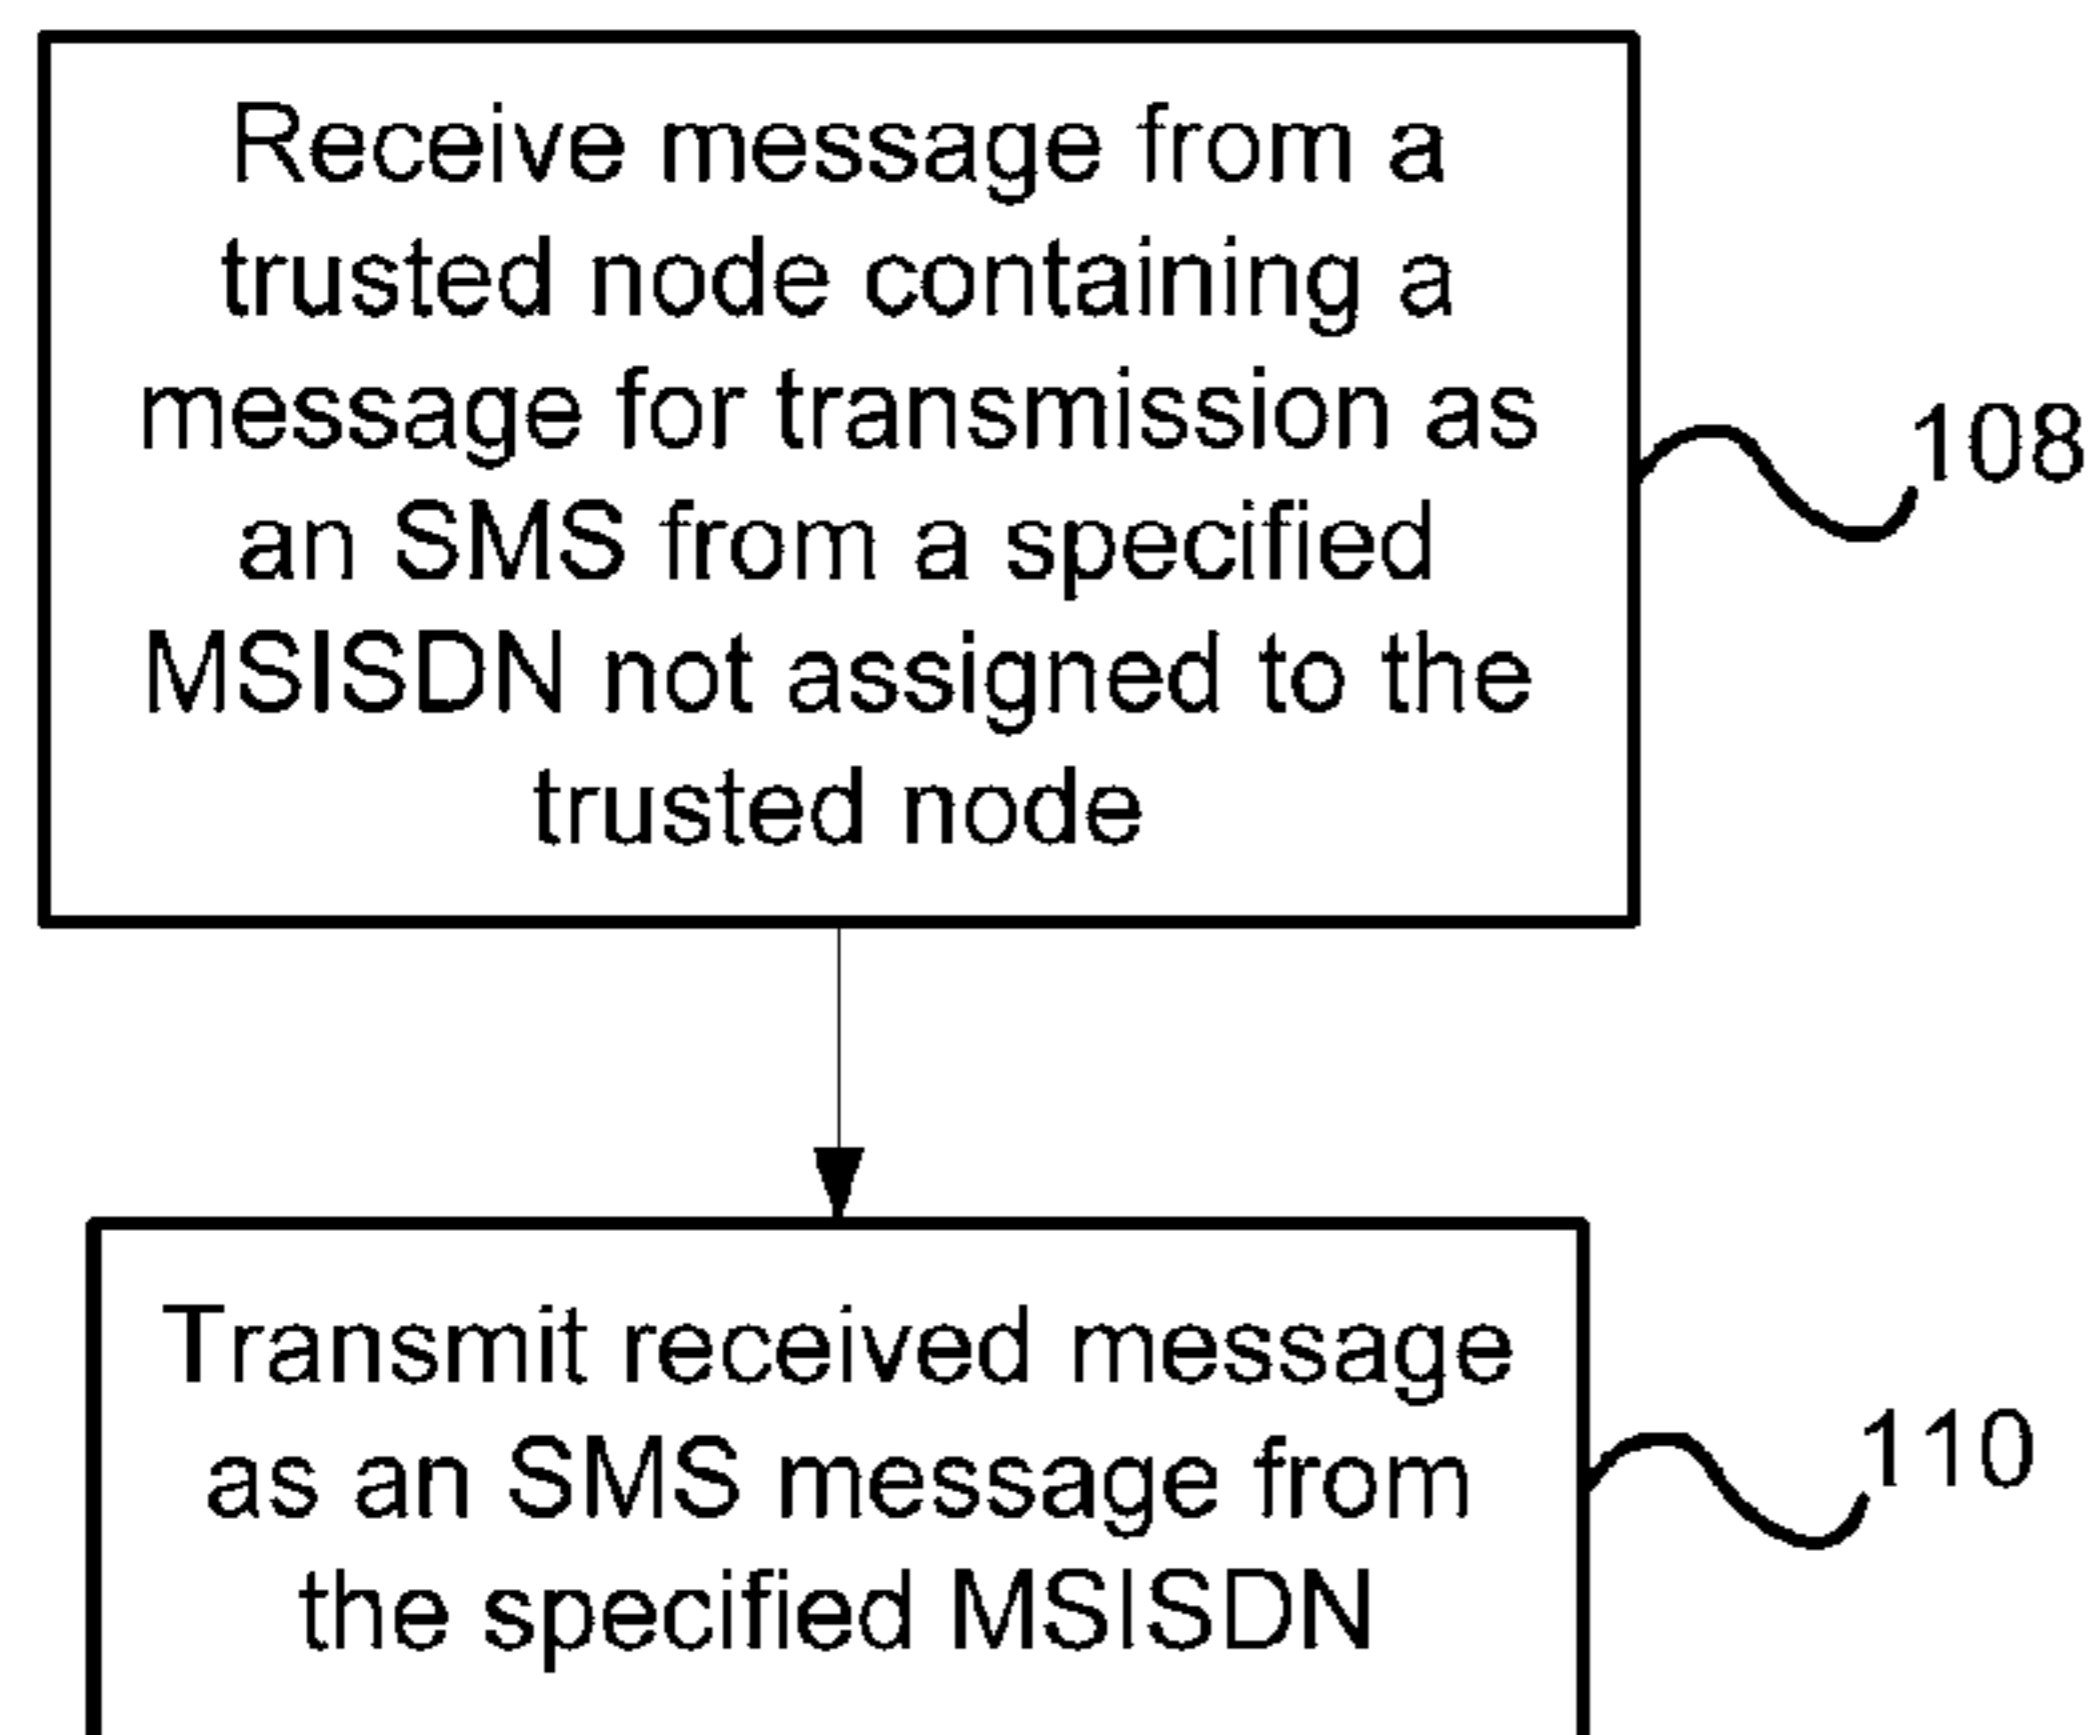 Receive message from a
trusted node containing a
message for transmission as
an SMS from a specified
MSISDN not assigned to the
trusted node
108
Transmit received message
as an SMS message from
the specified MSISDN
110